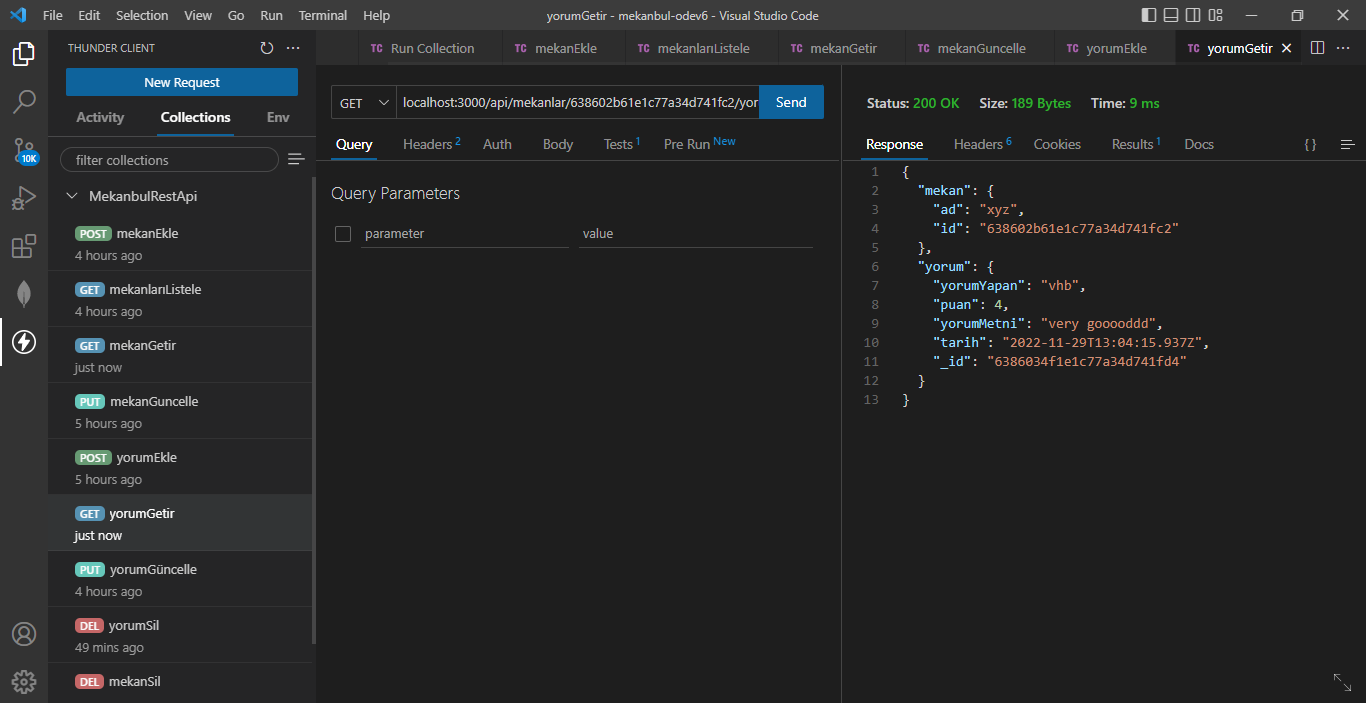 File Edit Selection View Go Run Terminal Help
yorumGetir - mekanbul-odev6 - Visual Studio Code
THUNDER CLIENT
New Request
Activity Collections Env
filter collections
MekanbulRestApi
POST mekanEkle
4 hours ago
GET mekanlarıListele
4 hours ago
GET mekanGetir
just now
PUT mekanGuncelle
5 hours ago
POST yorumEkle
5 hours ago
GET yorumGetir
just now
PUT yorumGüncelle
4 hours ago
DEL yorumSil
49 mins ago
DEL mekanSil
10K
TC Run Collection TC mekanEkle TC mekanlarıListele TC mekanGetir TC mekanGuncelle TC yorumEkle TC yorumGetir
GET localhost:3000/api/mekanlar/638602b61e1c77a34d741fc2/yor Send
Query Headers 2 Auth Body Tests 1 Pre Run New
Query Parameters
parameter value
Status: 200 OK Size: 189 Bytes Time: 9 ms
Response Headers 6 Cookies Results 1 Docs {}
1 {
2 "mekan": {
3 "ad": "xyz",
4 "id": "638602b61e1c77a34d741fc2"
5 },
6 "yorum": {
7 "yorumYapan": "vhb",
8 "puan": 4,
9 "yorumMetni": "very gooooddd",
10 "tarih": "2022-11-29T13:04:15.937Z",
11 "_id": "6386034f1e1c77a34d741fd4"
12 }
13 }